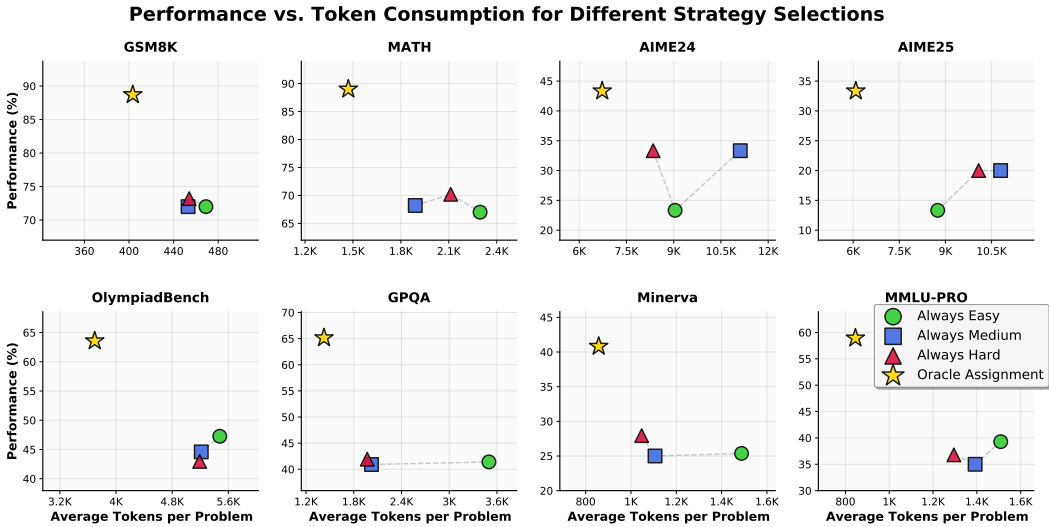 Performance vs. Token Consumption for Different Strategy Selections
GSM8K
MATH
AIME24
AIME25
Performance (%)
90
85
80
75
70
360
400
440
480
90
85
80
75
70
65
1.2K
1.5K
1.8K
2.1K
2.4K
45
40
35
30
25
20
6K
7.5K
9K
10.5K
12K
35
30
25
20
15
10
6K
7.5K
9K
10.5K
OlympiadBench
GPQA
Minerva
MMLU-PRO
Performance (%)
65
60
55
50
45
40
3.2K
4K
4.8K
5.6K
Average Tokens per Problem
70
65
60
55
50
45
40
1.2K
1.8K
2.4K
3K
3.6K
Average Tokens per Problem
45
40
35
30
25
20
800
1K
1.2K
1.4K
1.6K
Average Tokens per Problem
60
55
50
45
40
35
30
800
1K
1.2K
1.4K
1.6K
Average Tokens per Problem
Always Easy
Always Medium
Always Hard
Oracle Assignment